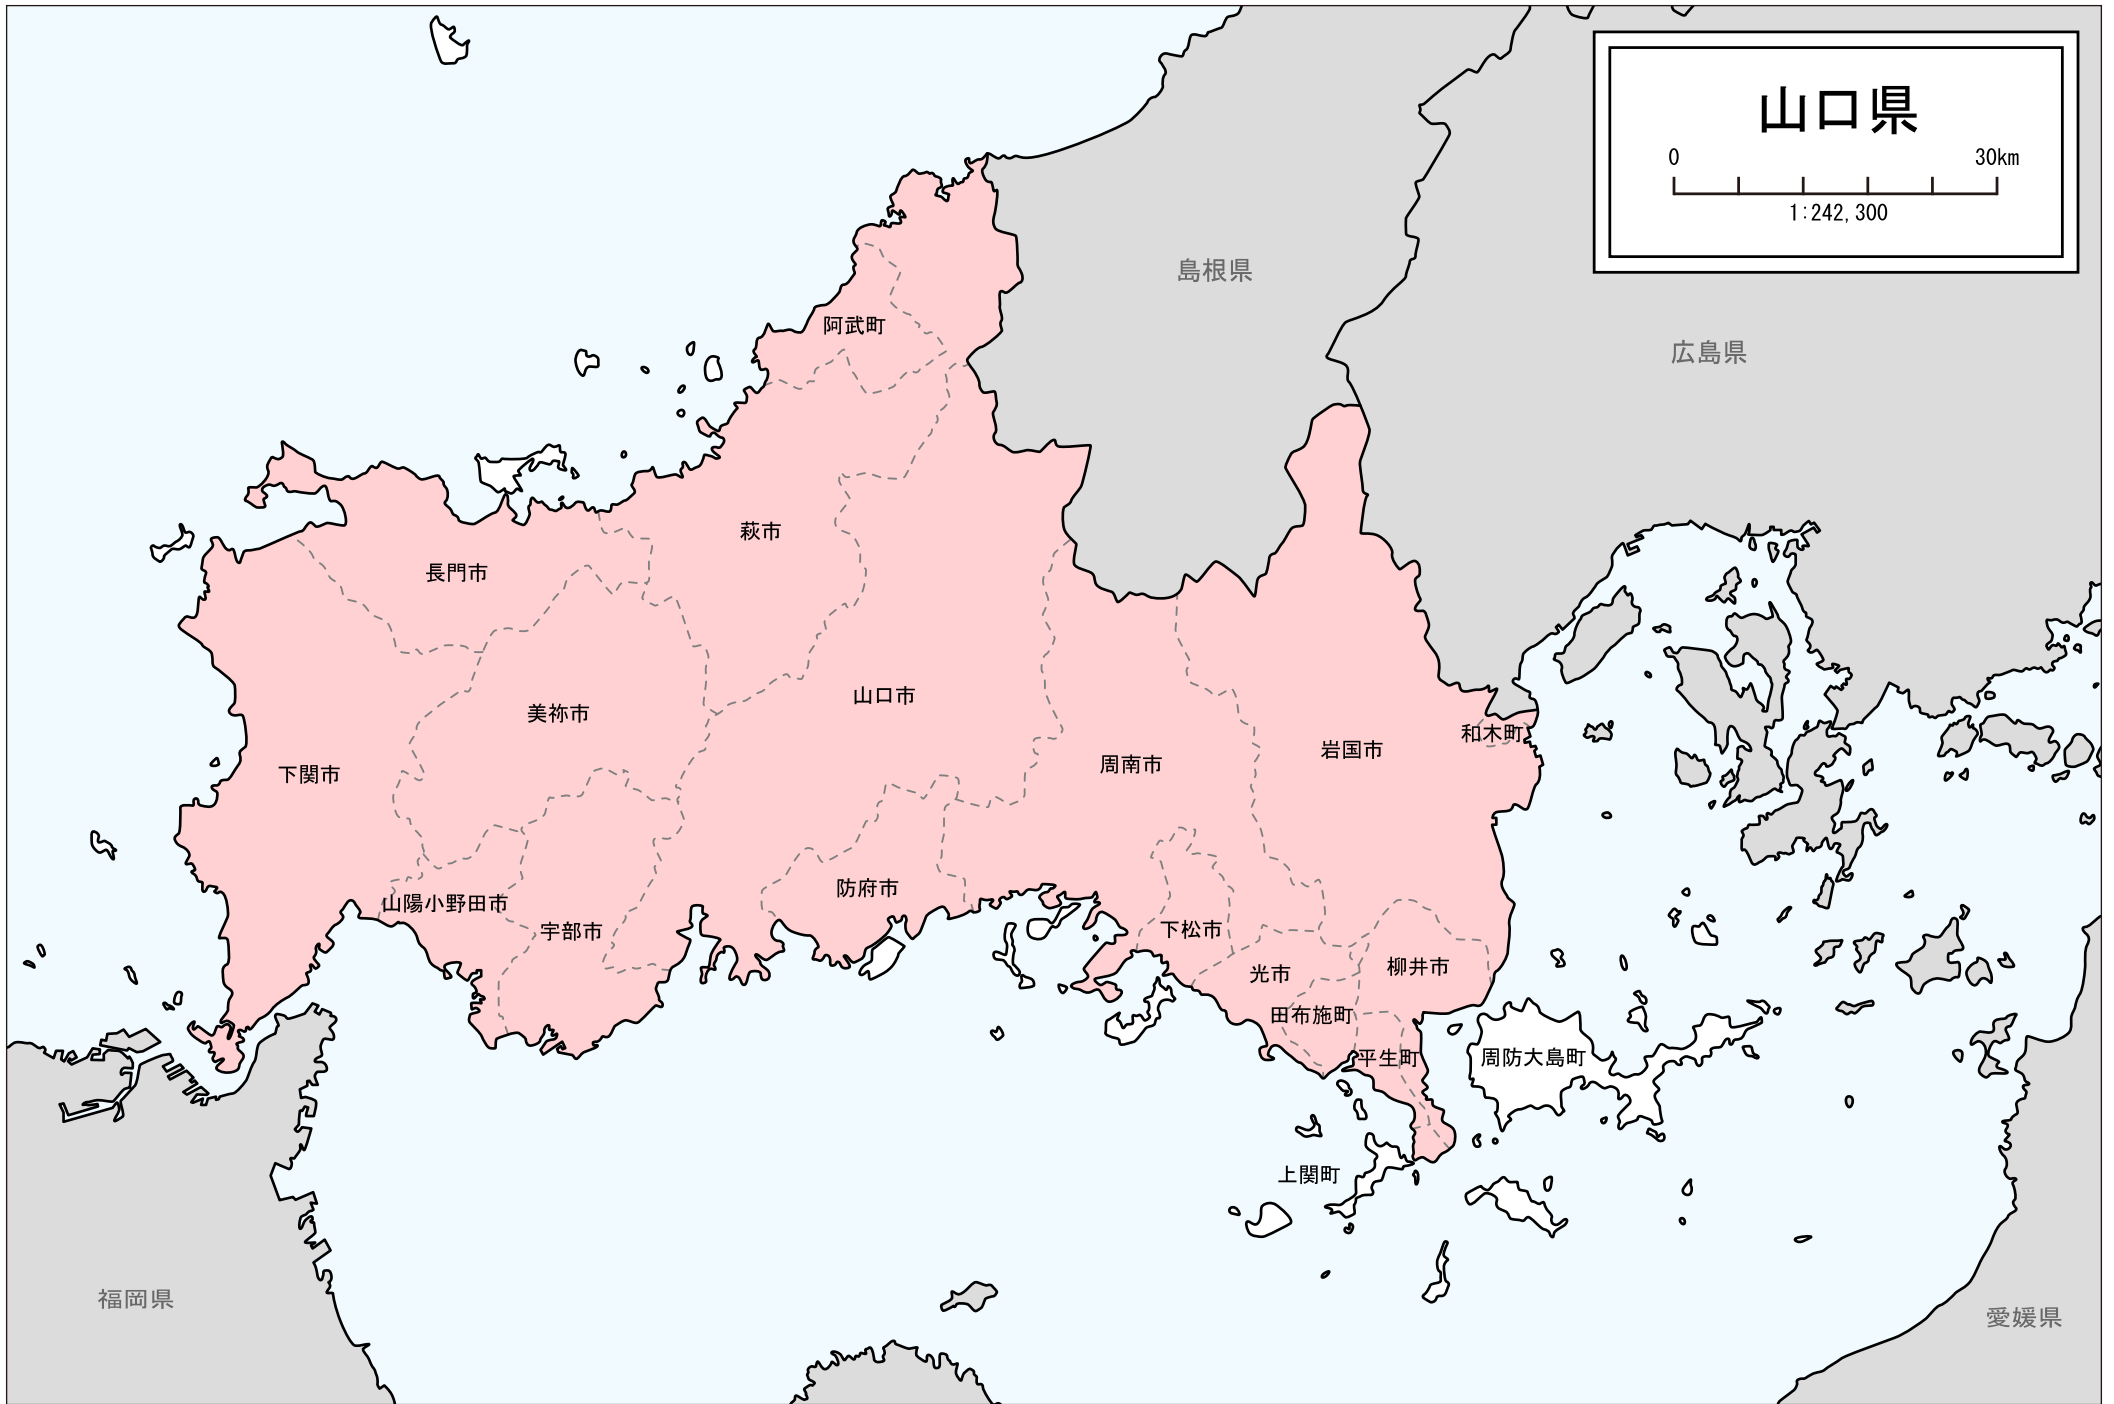 山口県
0 30km
1:242,300
島根県
広島県
阿武町
萩市
長門市
山口市
美祢市
和木町
岩国市
周南市
下関市
防府市
山陽小野田市
下松市
宇部市
柳井市
光市
田布施町
平生町
周防大島町
上関町
福岡県
愛媛県